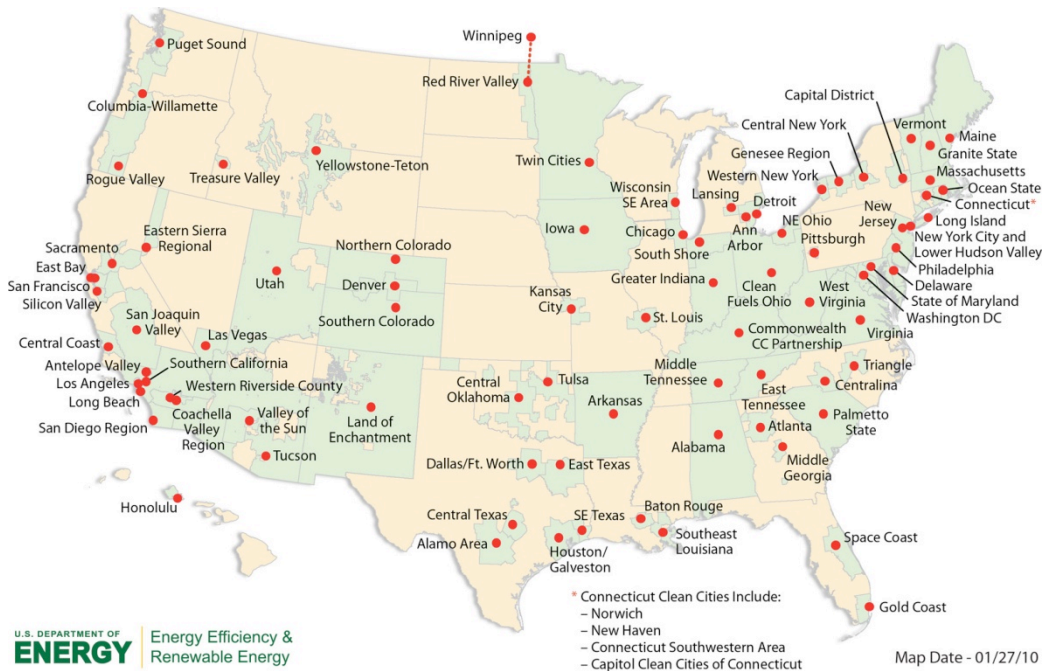 Winnipeg
Puget Sound
Red River Valley
Columbia-Willamette
Capital District
Central New York
Vermont
Maine
Genesee Region
Granite State
Yellowstone-Teton
Twin Cities
Western New York
Massachusetts
Rogue Valley
Treasure Valley
Wisconsin
SE Area
Lansing
Detroit
Ocean State
Connecticut*
New
Jersey
Long Island
Eastern Sierra
Regional
Iowa
Chicago
Ann
Arbor
NE Ohio
Pittsburgh
New York City and
Lower Hudson Valley
Sacramento
Northern Colorado
South Shore
East Bay
Philadelphia
San Francisco
Utah
Denver
Greater Indiana
Clean
Fuels Ohio
West
Virginia
Delaware
Silicon Valley
Kansas
City
State of Maryland
San Joaquin
Valley
Southern Colorado
St. Louis
Washington DC
Las Vegas
Commonwealth
CC Partnership
Virginia
Central Coast
Southern California
Middle
Tennessee
Triangle
Antelope Valley
Los Angeles
Western Riverside County
Central
Oklahoma
Tulsa
East
Tennessee
Centralina
Long Beach
Coachella
Valley
Region
Valley of
the Sun
Land of
Enchantment
Arkansas
Atlanta
Palmetto
State
San Diego Region
Alabama
Middle
Georgia
Tucson
Dallas/Ft. Worth
East Texas
Honolulu
Central Texas
SE Texas
Baton Rouge
Alamo Area
Houston/
Galveston
Southeast
Louisiana
Space Coast
Gold Coast
* Connecticut Clean Cities Include:
– Norwich
– New Haven
– Connecticut Southwestern Area
– Capitol Clean Cities of Connecticut
U.S. DEPARTMENT OF
ENERGY
Energy Efficiency &
Renewable Energy
Map Date - 01/27/10